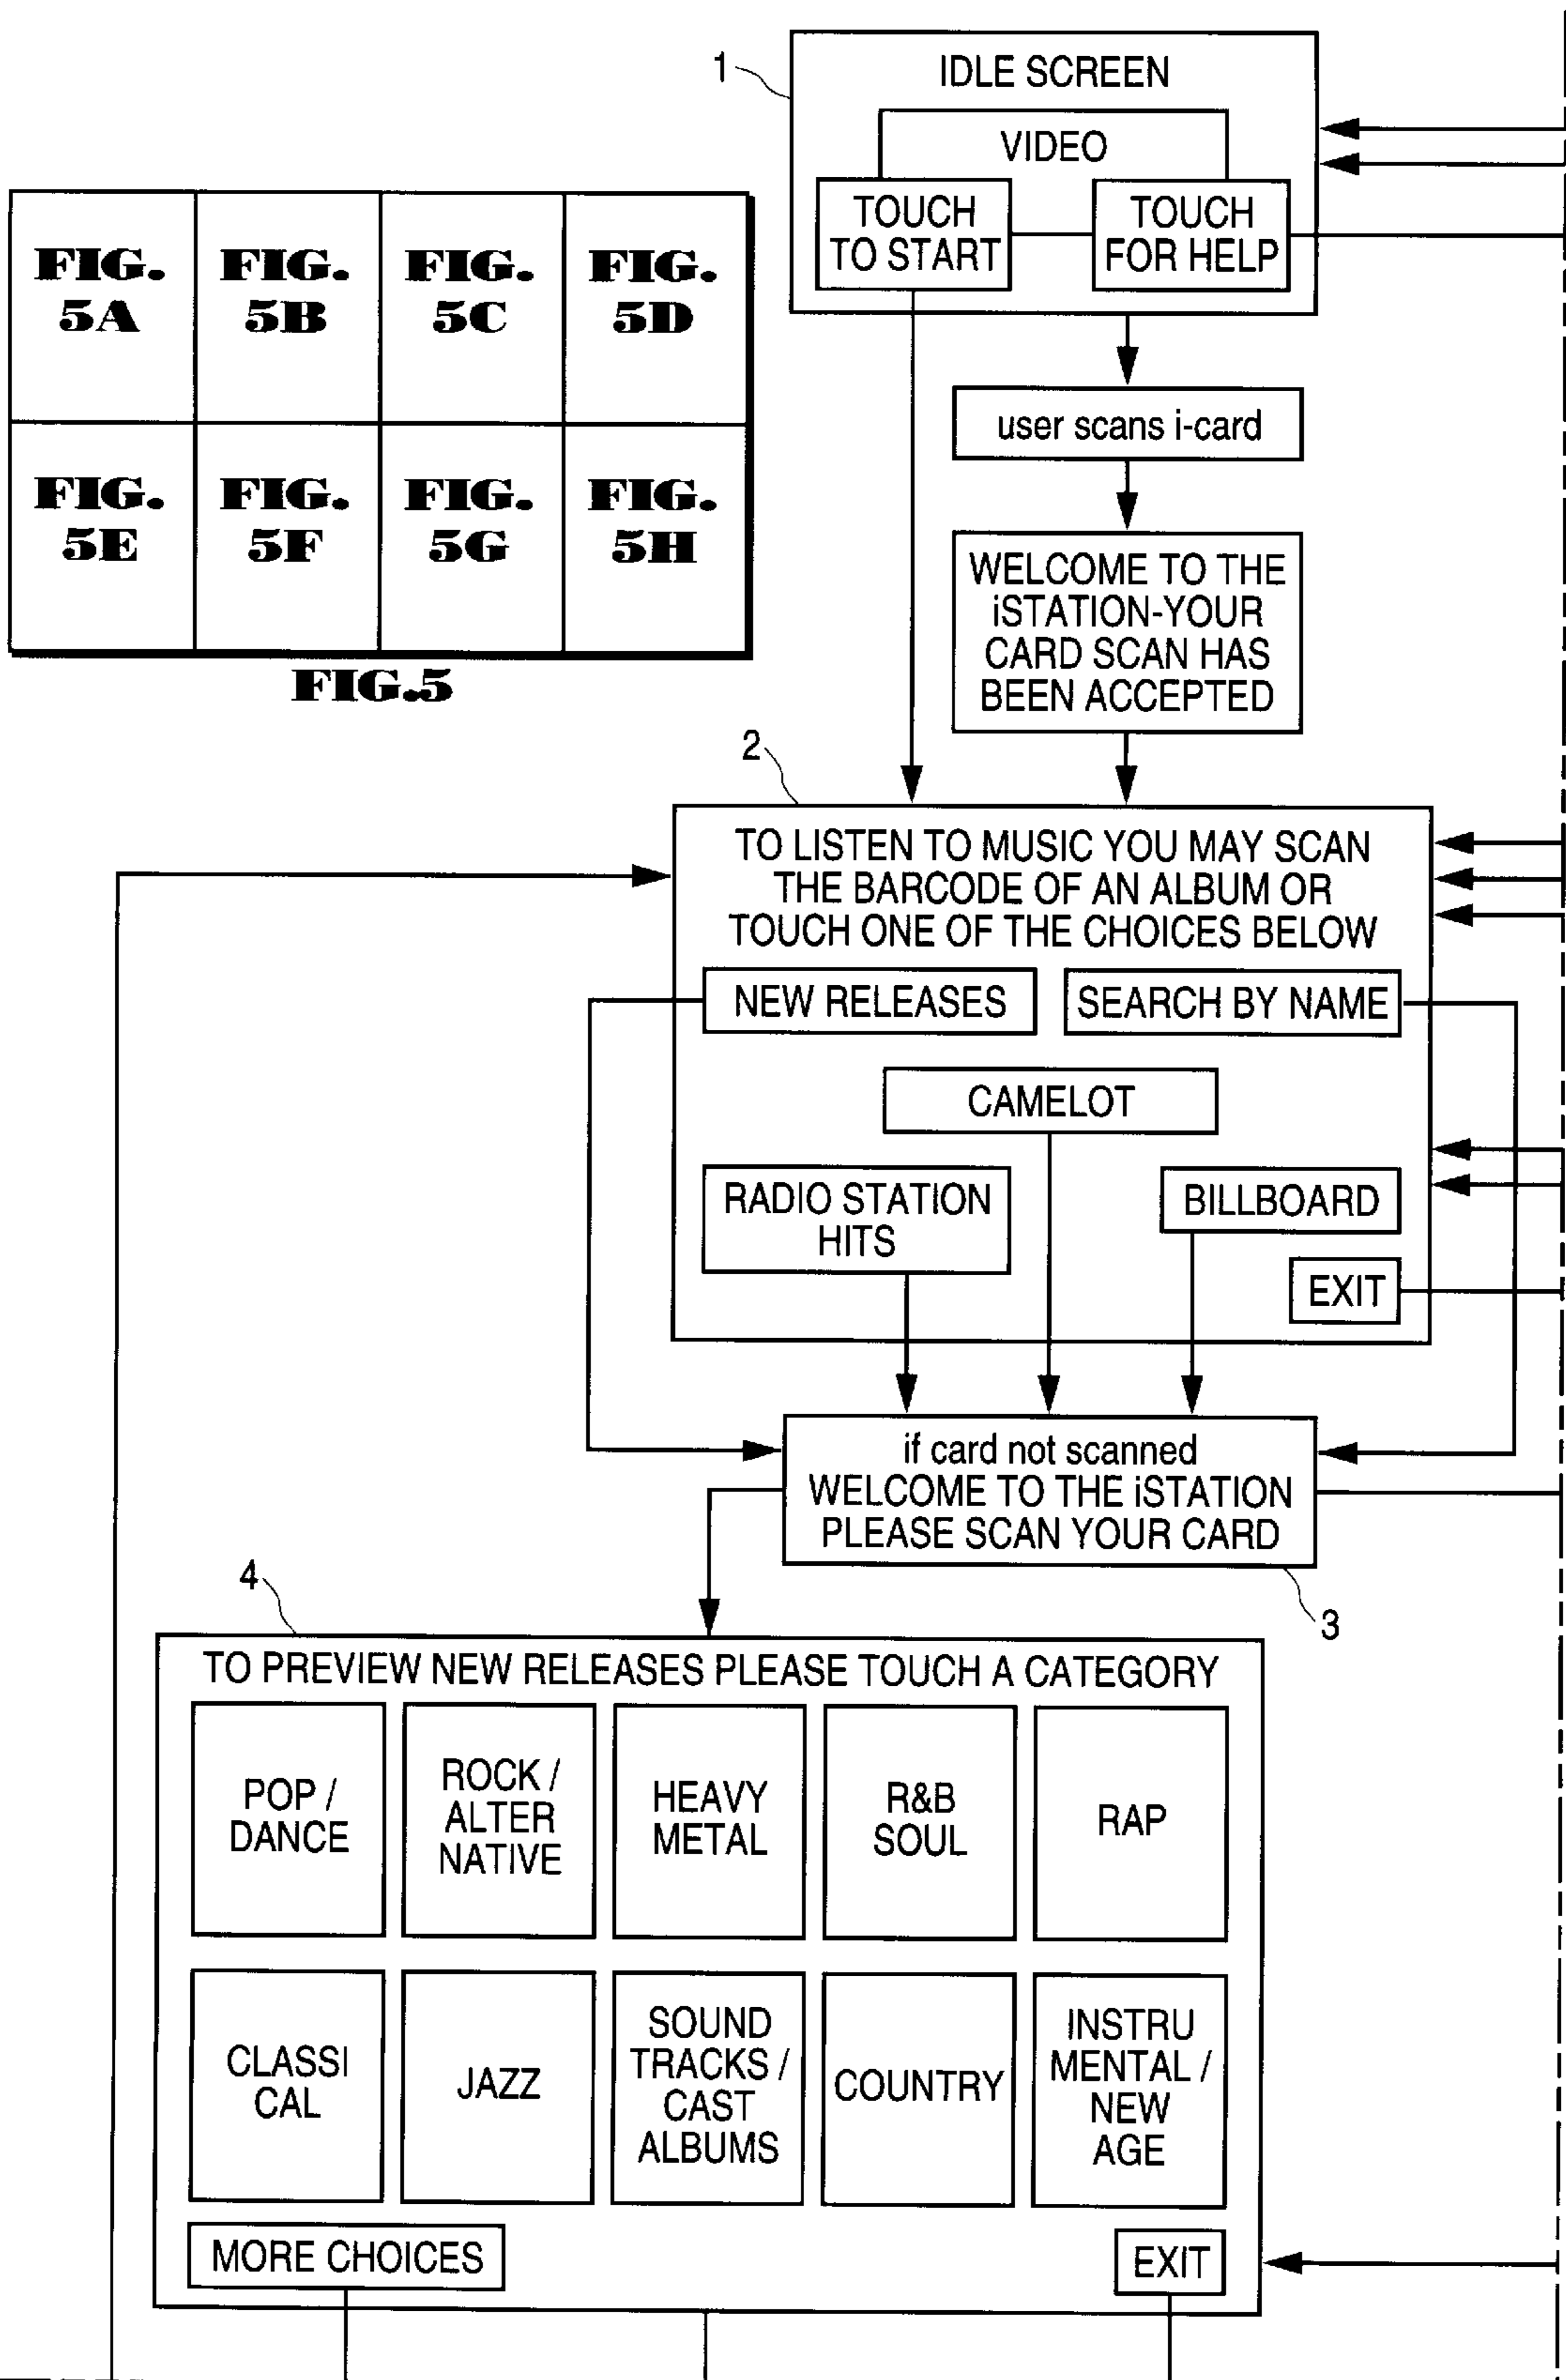 1
IDLE SCREEN
VIDEO
TOUCH
TO START
TOUCH
FOR HELP
FIG.
5A
FIG.
5B
FIG.
5C
FIG.
5D
FIG.
5E
FIG.
5F
FIG.
5G
FIG.
5H
FIG.5
user scans i-card
WELCOME TO THE
iSTATION-YOUR
CARD SCAN HAS
BEEN ACCEPTED
2
TO LISTEN TO MUSIC YOU MAY SCAN
THE BARCODE OF AN ALBUM OR
TOUCH ONE OF THE CHOICES BELOW
NEW RELEASES
SEARCH BY NAME
CAMELOT
RADIO STATION
HITS
BILLBOARD
EXIT
if card not scanned
WELCOME TO THE iSTATION
PLEASE SCAN YOUR CARD
3
4
TO PREVIEW NEW RELEASES PLEASE TOUCH A CATEGORY
POP /
DANCE
ROCK /
ALTER
NATIVE
HEAVY
METAL
R&B
SOUL
RAP
CLASSI
CAL
JAZZ
SOUND
TRACKS /
CAST
ALBUMS
COUNTRY
INSTRU
MENTAL /
NEW
AGE
MORE CHOICES
EXIT